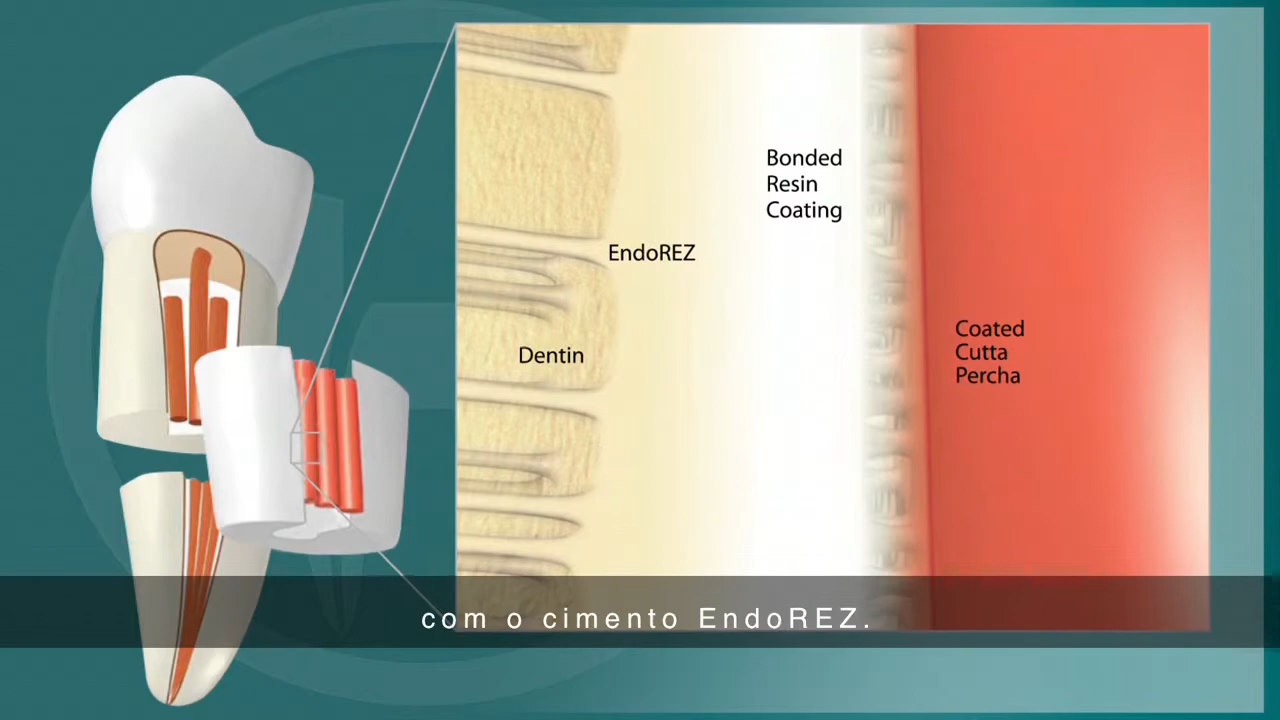 Bonded
Resin
Coating
EndoREZ
Dentin
Coated
Cutta
Percha
com o cimento EndoREZ.